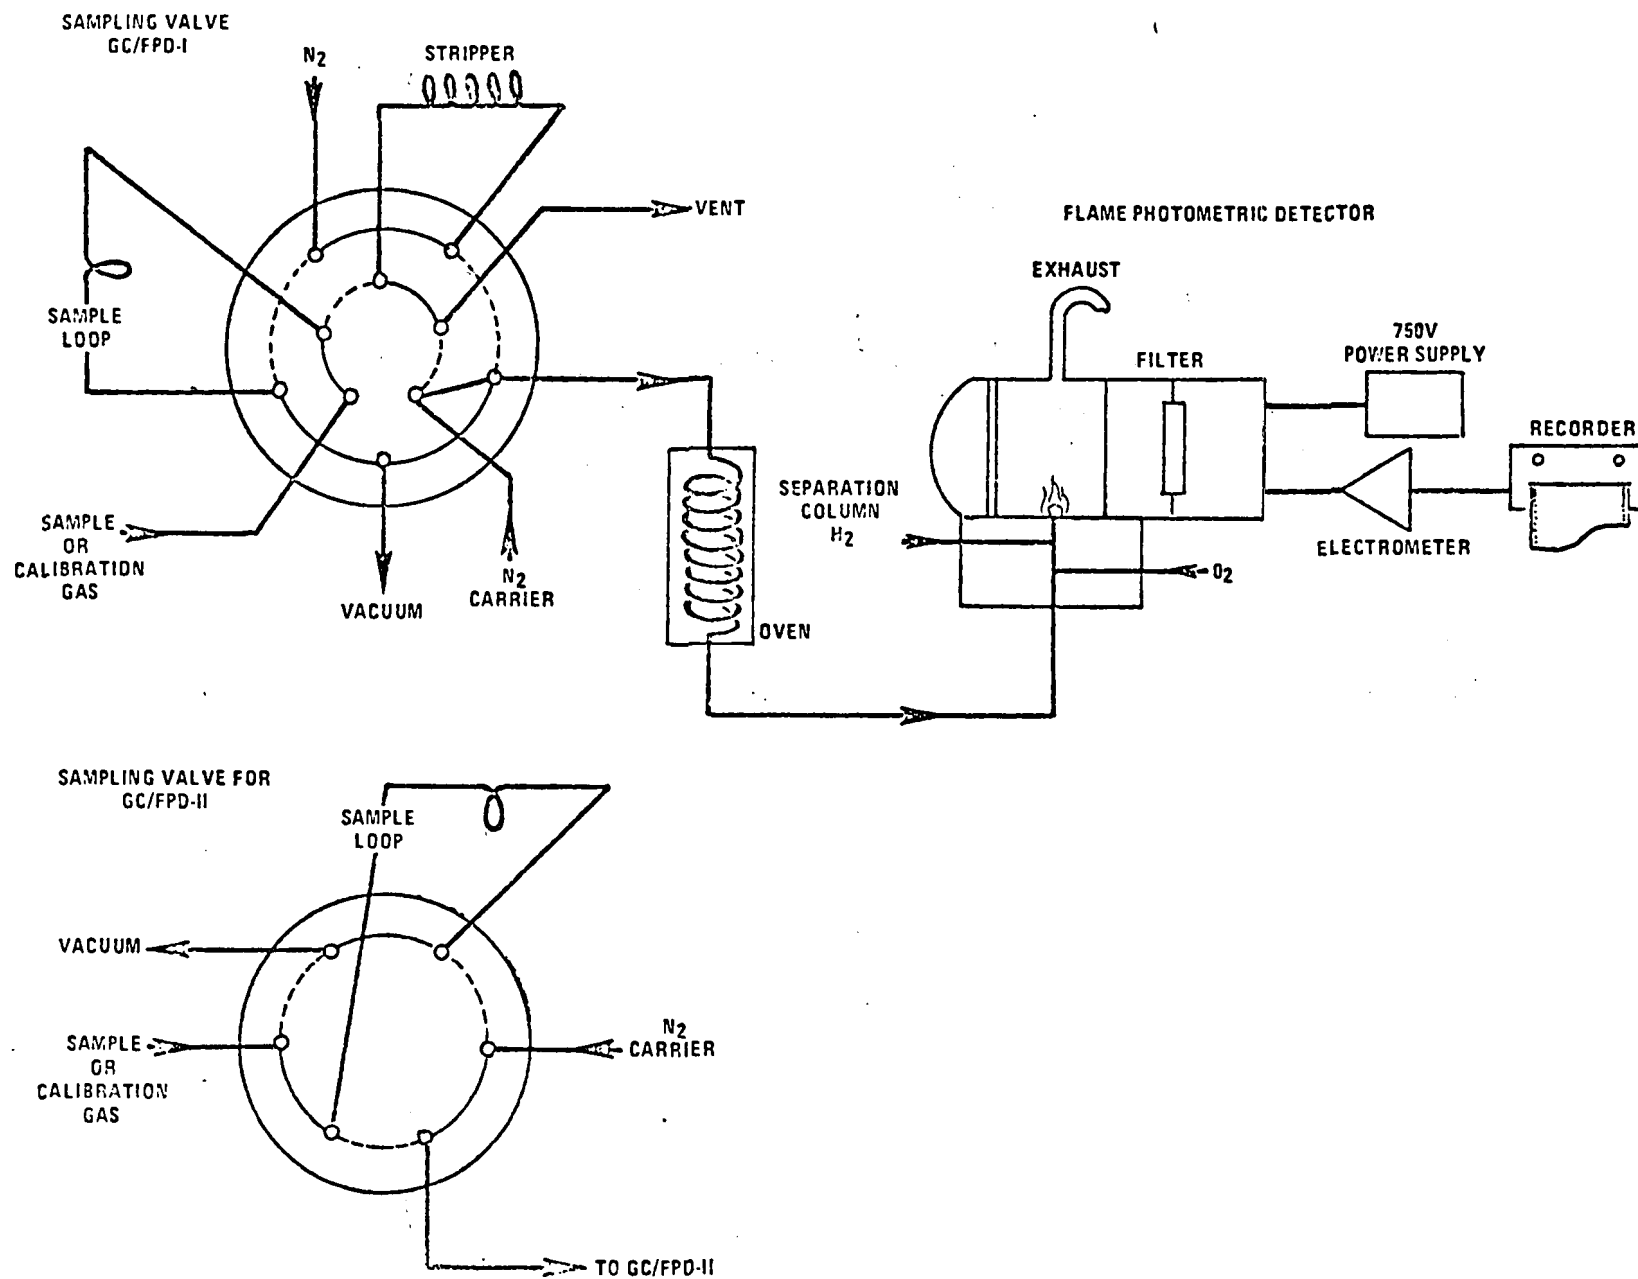 SAMPLING VALVE
GC/FPD-I
N2
STRIPPER
VENT
SAMPLE
LOOP
SAMPLE
OR
CALIBRATION
GAS
VACUUM
N2
CARRIER
FLAME PHOTOMETRIC DETECTOR
EXHAUST
FILTER
750V
POWER SUPPLY
RECORDER
SEPARATION
COLUMN
H2
O2
ELECTROMETER
OVEN
SAMPLING VALVE FOR
GC/FPD-II
SAMPLE
LOOP
VACUUM
SAMPLE
OR
CALIBRATION
GAS
N2
CARRIER
TO GC/FPD-II